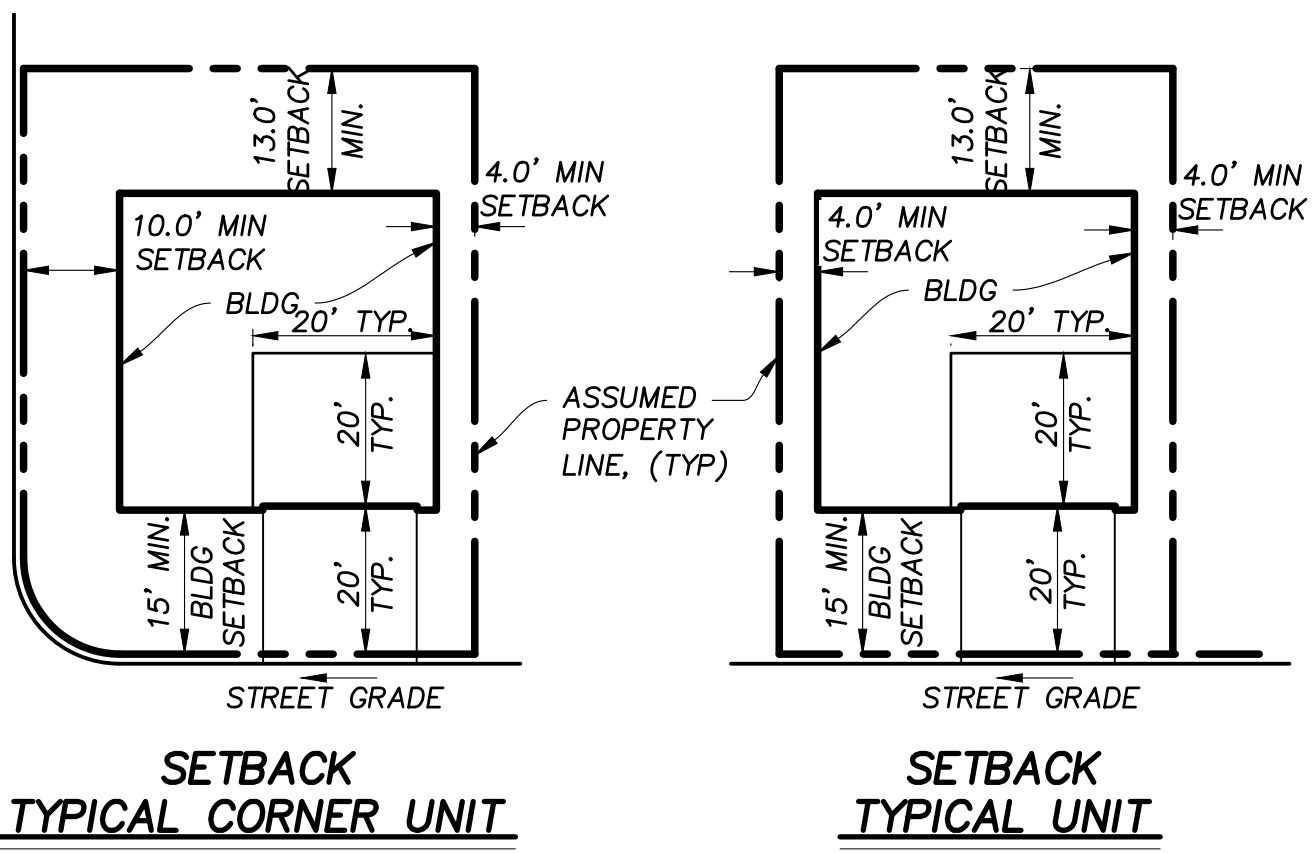 13.0'
SETBACK
MIN.
4.0' MIN
SETBACK
10.0' MIN
SETBACK
BLDG
20' TYP.
20'
TYP.
15' MIN.
BLDG
SETBACK
20'
TYP.
STREET GRADE
SETBACK
TYPICAL CORNER UNIT
ASSUMED
PROPERTY
LINE, (TYP)
13.0'
SETBACK
MIN.
4.0' MIN
SETBACK
4.0' MIN
SETBACK
BLDG
20' TYP.
20'
TYP.
15' MIN.
BLDG
SETBACK
20'
TYP.
STREET GRADE
SETBACK
TYPICAL UNIT